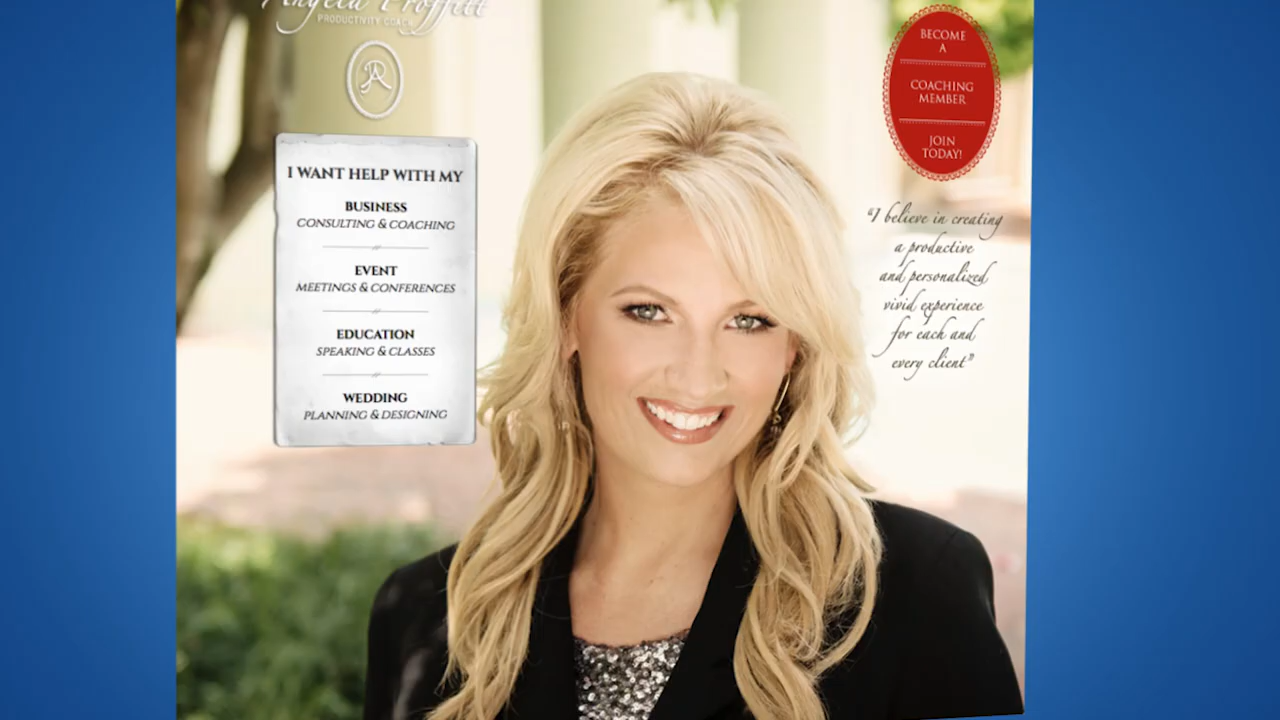 Angela Proffitt
PRODUCTIVITY COACH
I WANT HELP WITH MY
BUSINESS
CONSULTING & COACHING
EVENT
MEETINGS & CONFERENCES
EDUCATION
SPEAKING & CLASSES
WEDDING
PLANNING & DESIGNING
BECOME
A
COACHING
MEMBER
JOIN
TODAY!
“I believe in creating
a productive
and personalized
vivid experience
for each and
every client”